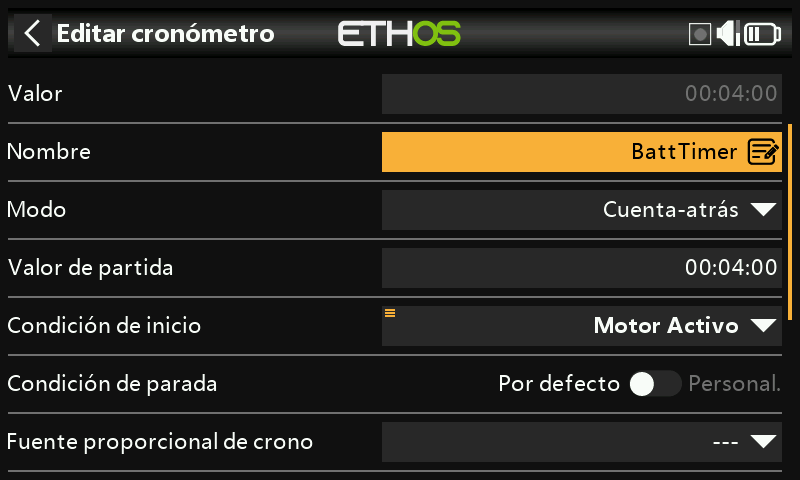 Editar cronómetro
ETHOS
Valor
00:04:00
Nombre
BattTimer
Modo
Cuenta-atrás
Valor de partida
00:04:00
Condición de inicio
Motor Activo
Condición de parada
Por defecto Personal.
Fuente proporcional de crono
---